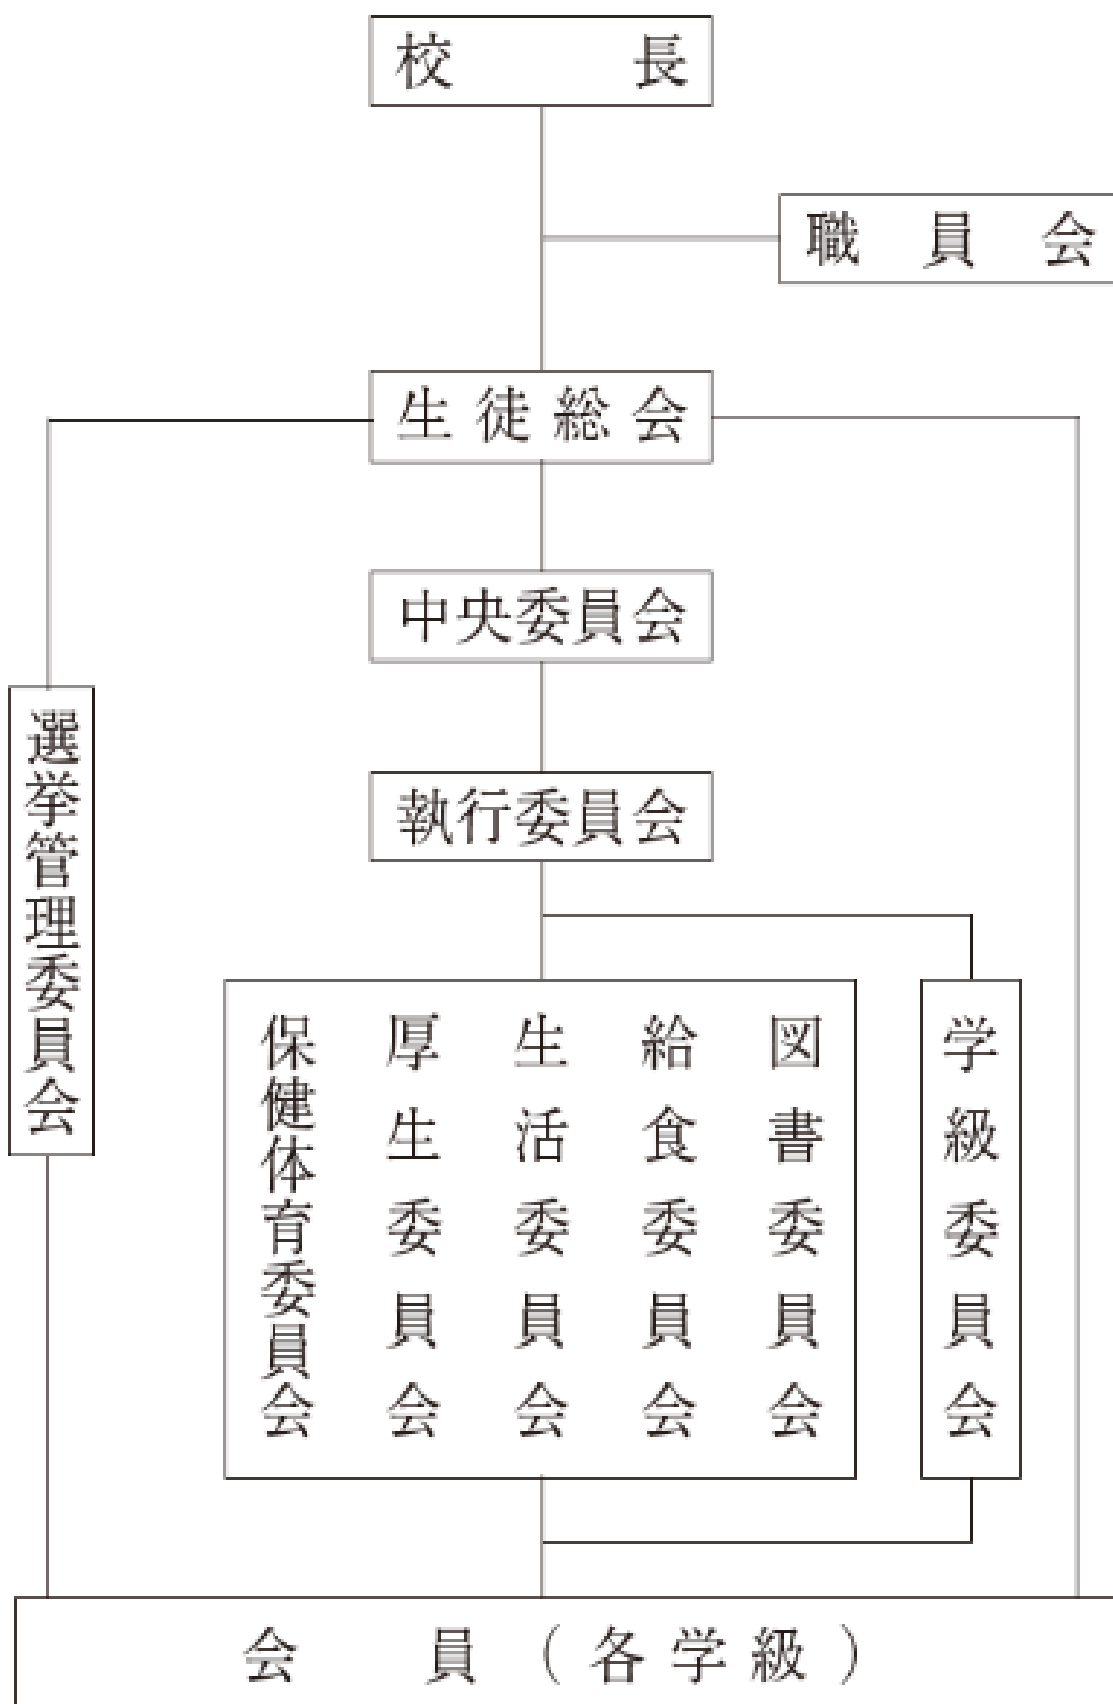 校長
職員会
生徒総会
中央委員会
執行委員会
選挙管理委員会
保健体育委員会
厚生委員会
生活委員会
給食委員会
図書委員会
学級委員会
会員(各学級)